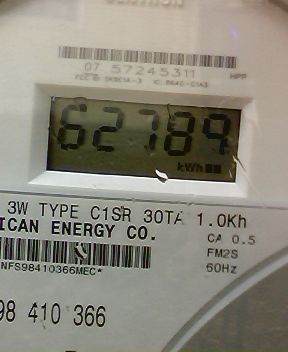 07 57245311 HPP
62789
kWh
3W TYPE C1SR 30TA 1.0Kh
ICAN ENERGY CO.
CA 0.5
FM2S
NFS98410366MEC*
60Hz
98 410 366